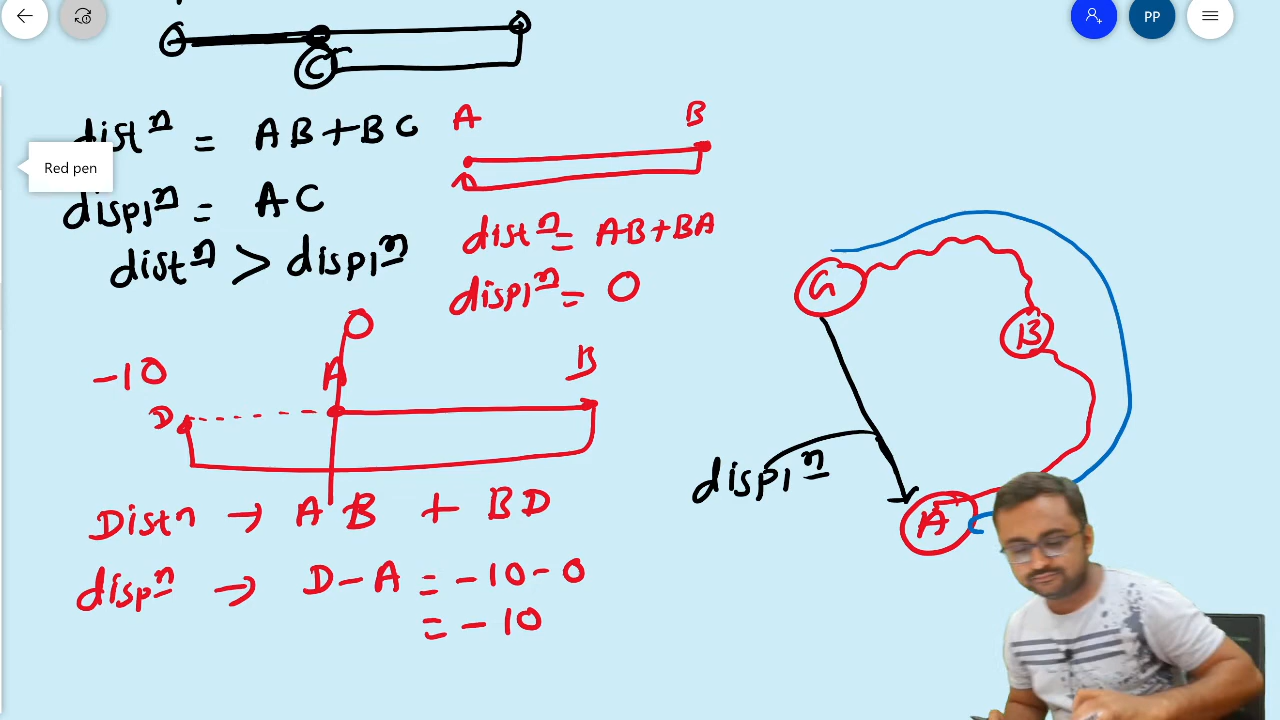 PP
C
distⁿ = AB+BC
Red pen
displⁿ = AC
distⁿ > displⁿ
A B
distⁿ = AB+BA
displⁿ = 0
0
-10 A B
D
Distⁿ → AB + BD
dispⁿ → D-A = -10-0
= -10
G
B
displⁿ
A